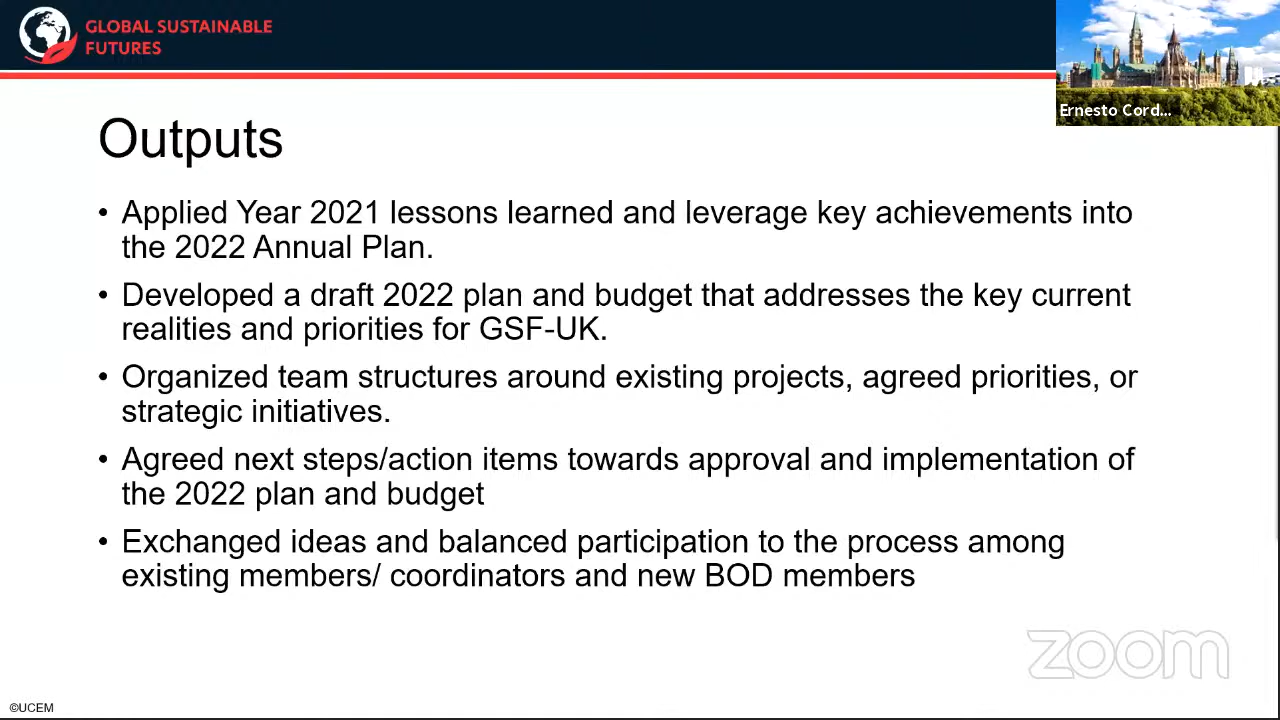 GLOBAL SUSTAINABLE
FUTURES
Ernesto Cord...
Outputs
• Applied Year 2021 lessons learned and leverage key achievements into
the 2022 Annual Plan.
• Developed a draft 2022 plan and budget that addresses the key current
realities and priorities for GSF-UK.
• Organized team structures around existing projects, agreed priorities, or
strategic initiatives.
• Agreed next steps/action items towards approval and implementation of
the 2022 plan and budget
• Exchanged ideas and balanced participation to the process among
existing members/ coordinators and new BOD members
zoom
©UCEM